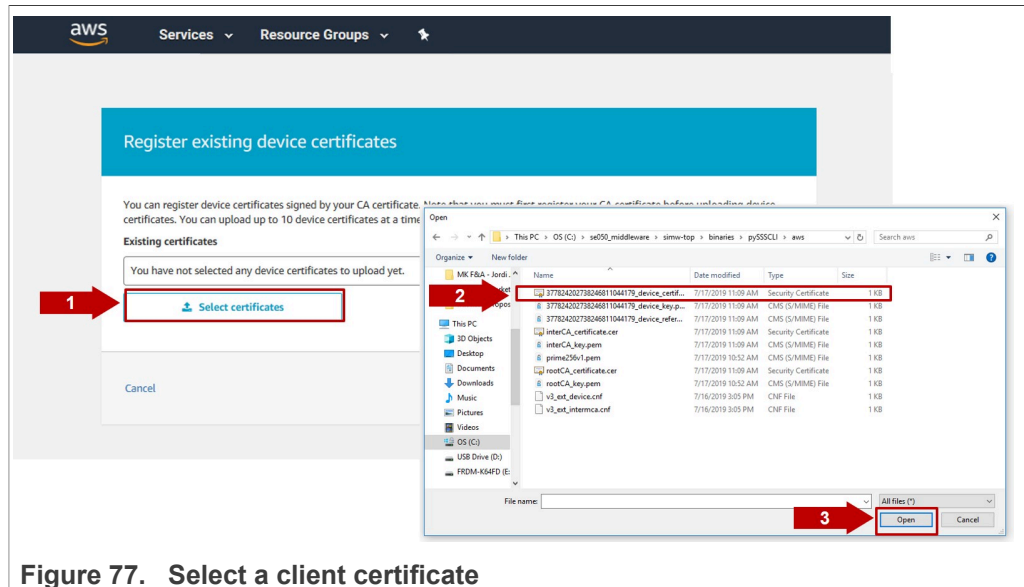 aws
Services
Resource Groups
Register existing device certificates
You can register device certificates signed by your CA certificate. Note that you must first register your CA certificate before uploading device
certificates. You can upload up to 10 device certificates at a time
Existing certificates
You have not selected any device certificates to upload yet.
1
Select certificates
Cancel
Open
This PC > OS (C:) > se050_middleware > simw-top > binaries > pySSSCLI > aws
Search aws
Organize
New folder
MK F&A - Jordi.
Name
Date modified
Type
Size
2
377824202738246811044179_device_certif... 7/17/2019 11:09 AM Security Certificate 1 KB
377824202738246811044179_device_key.p... 7/17/2019 11:09 AM CMS (S/MIME) File 1 KB
377824202738246811044179_device_refer... 7/17/2019 11:09 AM CMS (S/MIME) File 1 KB
interCA_certificate.cer 7/17/2019 11:09 AM Security Certificate 1 KB
interCA_key.pem 7/17/2019 11:09 AM CMS (S/MIME) File 1 KB
prime256v1.pem 7/17/2019 10:52 AM CMS (S/MIME) File 1 KB
rootCA_certificate.cer 7/17/2019 11:09 AM Security Certificate 1 KB
rootCA_key.pem 7/17/2019 10:52 AM CMS (S/MIME) File 1 KB
v3_ext_device.cnf 7/16/2019 3:05 PM CNF File 1 KB
v3_ext_intermca.cnf 7/16/2019 3:05 PM CNF File 1 KB
This PC
3D Objects
Desktop
Documents
Downloads
Music
Pictures
Videos
OS (C:)
USB Drive (D:)
FRDM-K64FD (E:
File name:
All files (*)
3
Open
Cancel
Figure 77. Select a client certificate